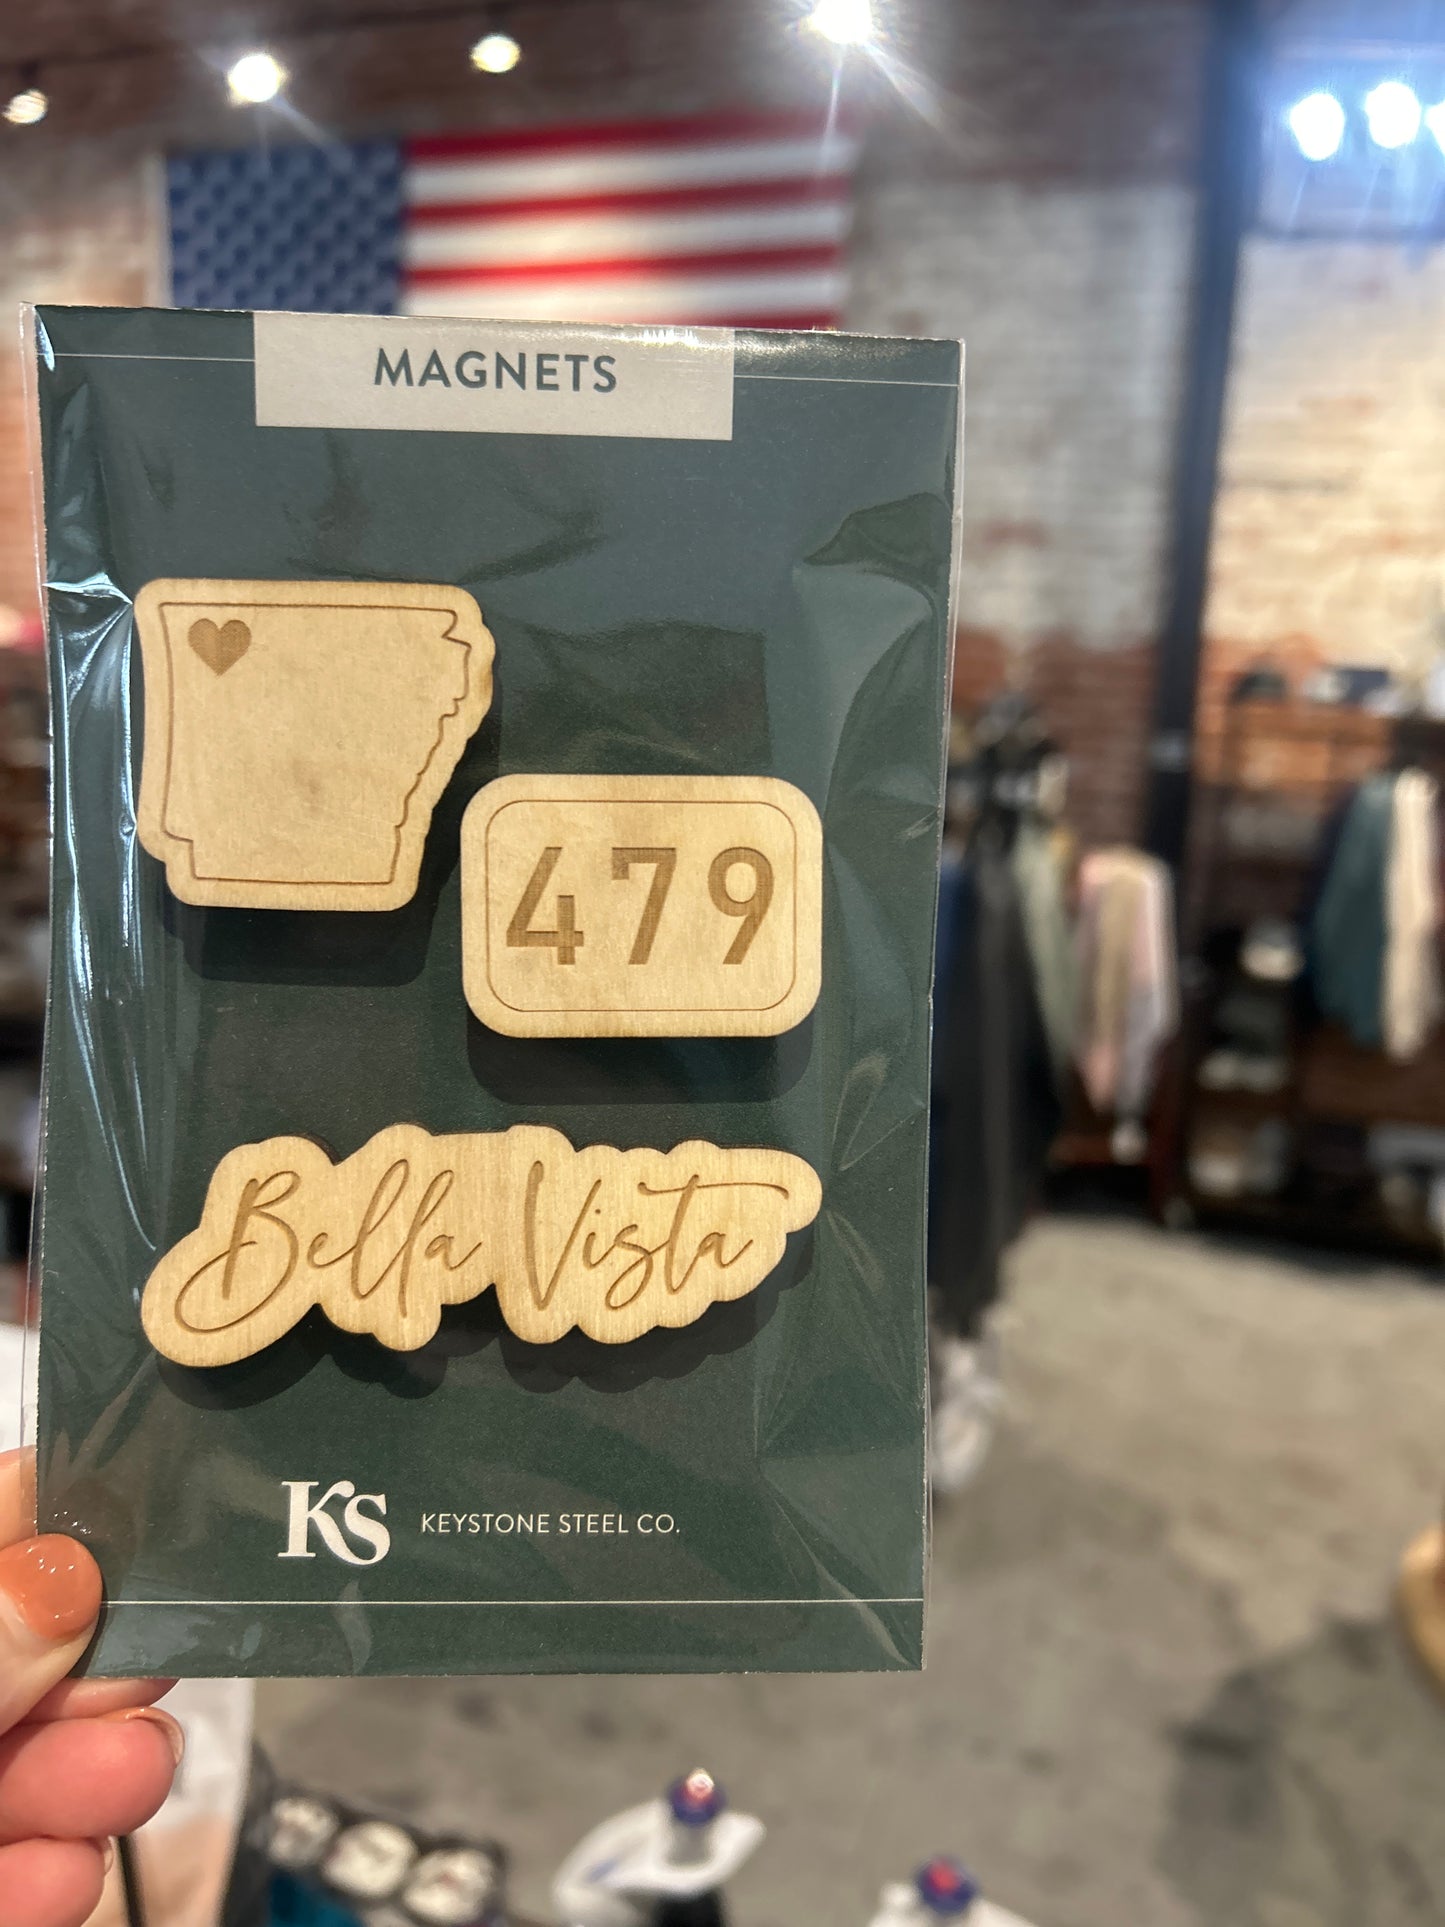 MAGNETS
479
Bella Vista
KS KEYSTONE STEEL CO.